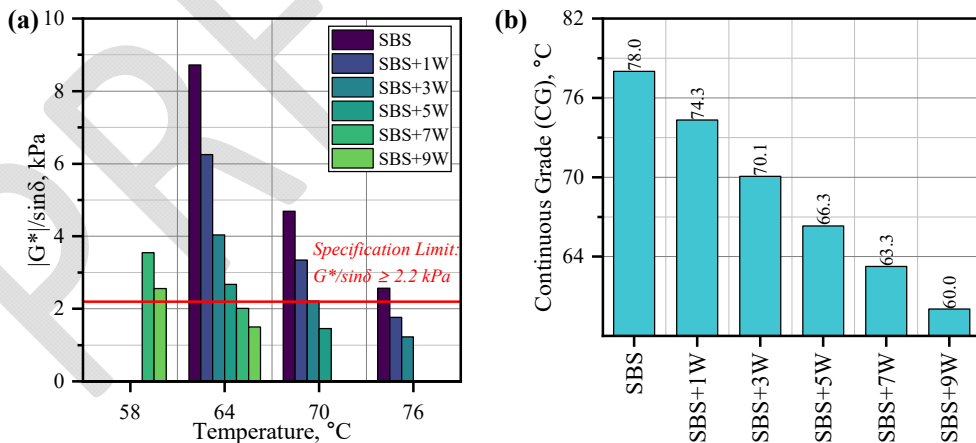 (a)
10
8
6
4
2
0
|G*|/sinδ, kPa
SBS
SBS+1W
SBS+3W
SBS+5W
SBS+7W
SBS+9W
Specification Limit:
G*/sinδ ≥ 2.2 kPa
58 64 70 76
Temperature, °C
(b)
82
76
70
64
Continuous Grade (CG), °C
78.0
74.3
70.1
66.3
63.3
60.0
SBS
SBS+1W
SBS+3W
SBS+5W
SBS+7W
SBS+9W